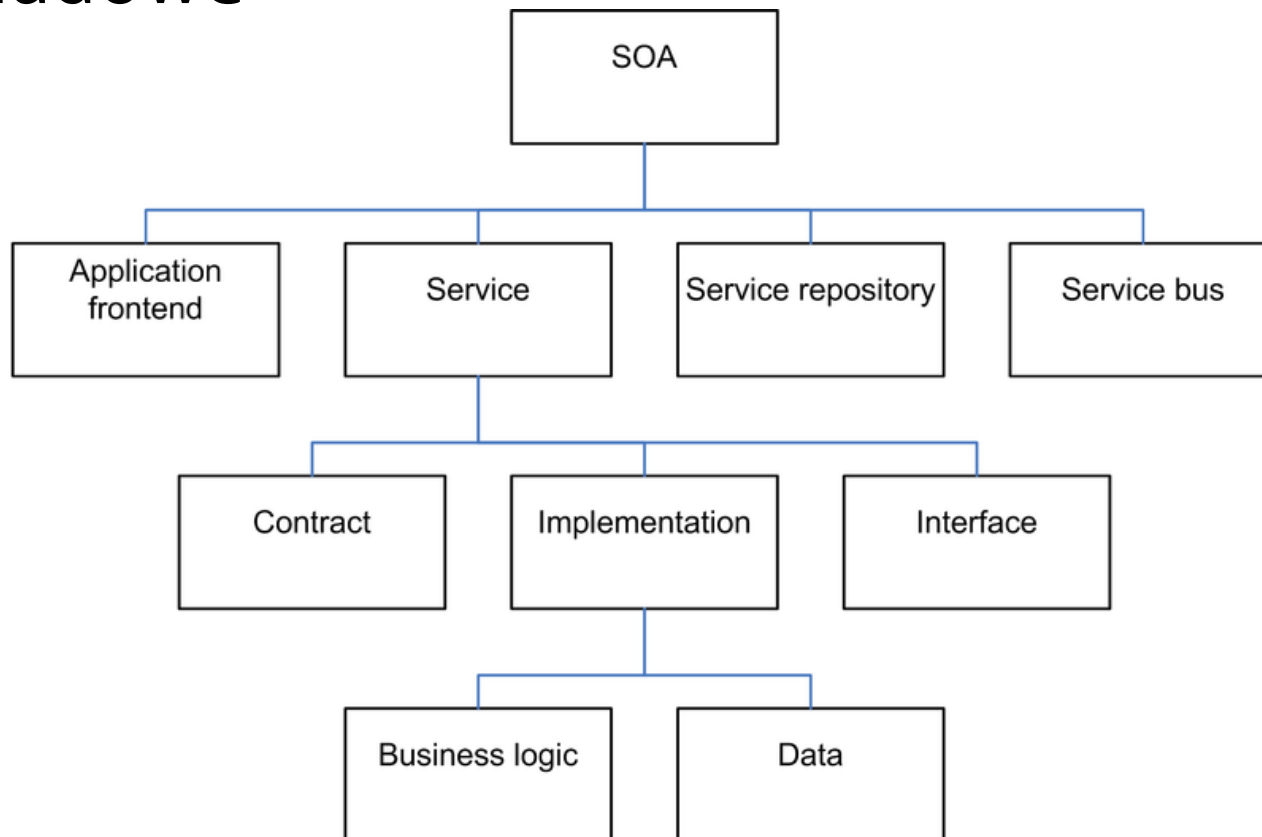 SOA
Application
frontend
Service
Service repository
Service bus
Contract
Implementation
Interface
Business logic
Data